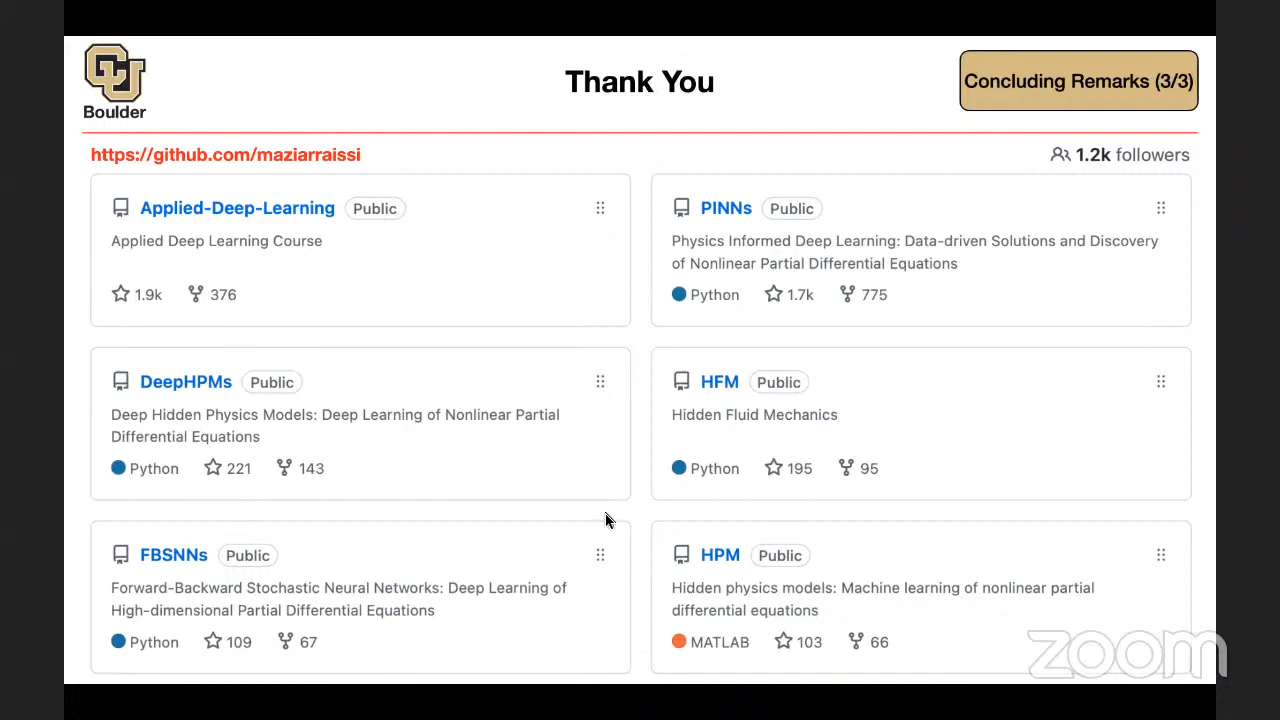 CU
Boulder
Thank You
Concluding Remarks (3/3)
https://github.com/maziarraissi
1.2k followers
Applied-Deep-Learning Public
Applied Deep Learning Course
1.9k 376
PINNs Public
Physics Informed Deep Learning: Data-driven Solutions and Discovery
of Nonlinear Partial Differential Equations
Python 1.7k 775
DeepHPMs Public
Deep Hidden Physics Models: Deep Learning of Nonlinear Partial
Differential Equations
Python 221 143
HFM Public
Hidden Fluid Mechanics
Python 195 95
FBSNNs Public
Forward-Backward Stochastic Neural Networks: Deep Learning of
High-dimensional Partial Differential Equations
Python 109 67
HPM Public
Hidden physics models: Machine learning of nonlinear partial
differential equations
MATLAB 103 66
zoom